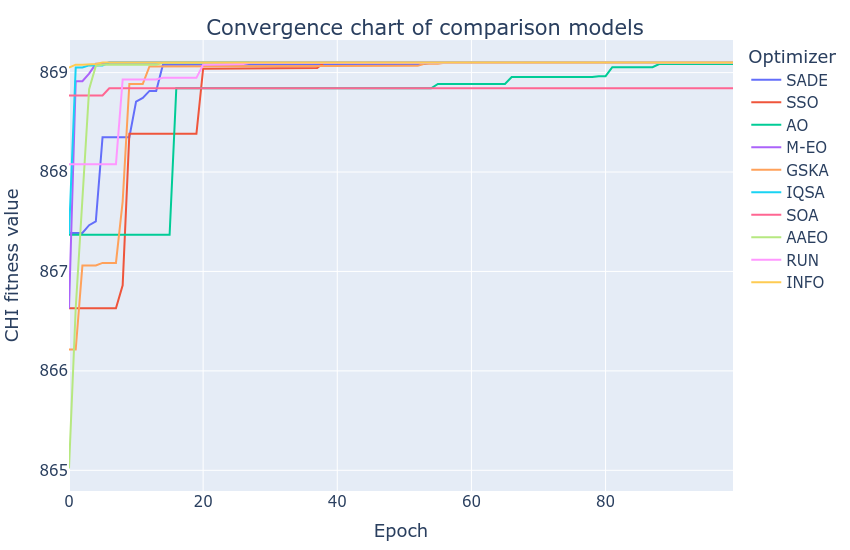 Convergence chart of comparison models
CHI fitness value
869
868
867
866
865
0
20
40
60
80
Epoch
Optimizer
SADE
SSO
AO
M-EO
GSKA
IQSA
SOA
AAEO
RUN
INFO